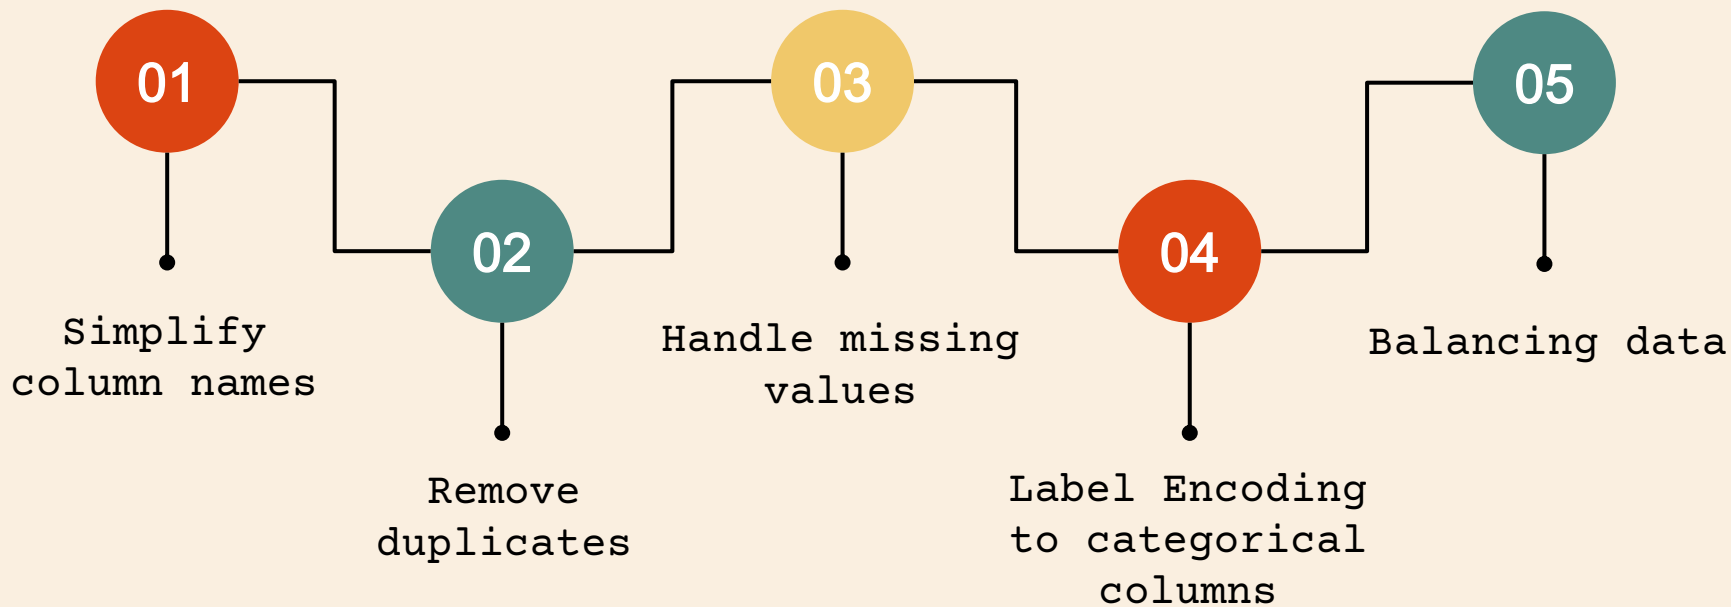 01
Simplify
column names
02
Remove
duplicates
03
Handle missing
values
04
Label Encoding
to categorical
columns
05
Balancing data